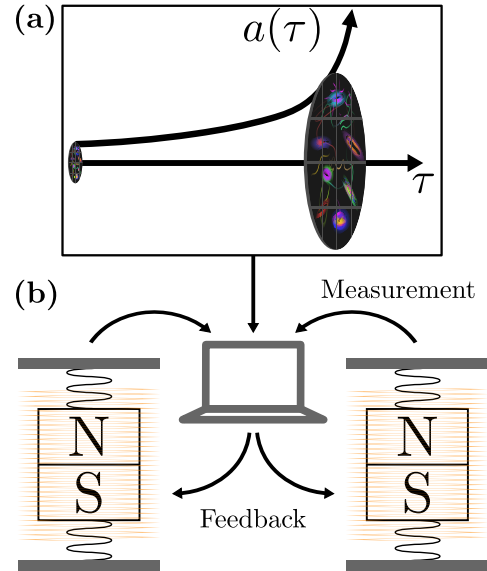 (a)
a(τ)
τ
(b)
Measurement
N
S
N
S
Feedback